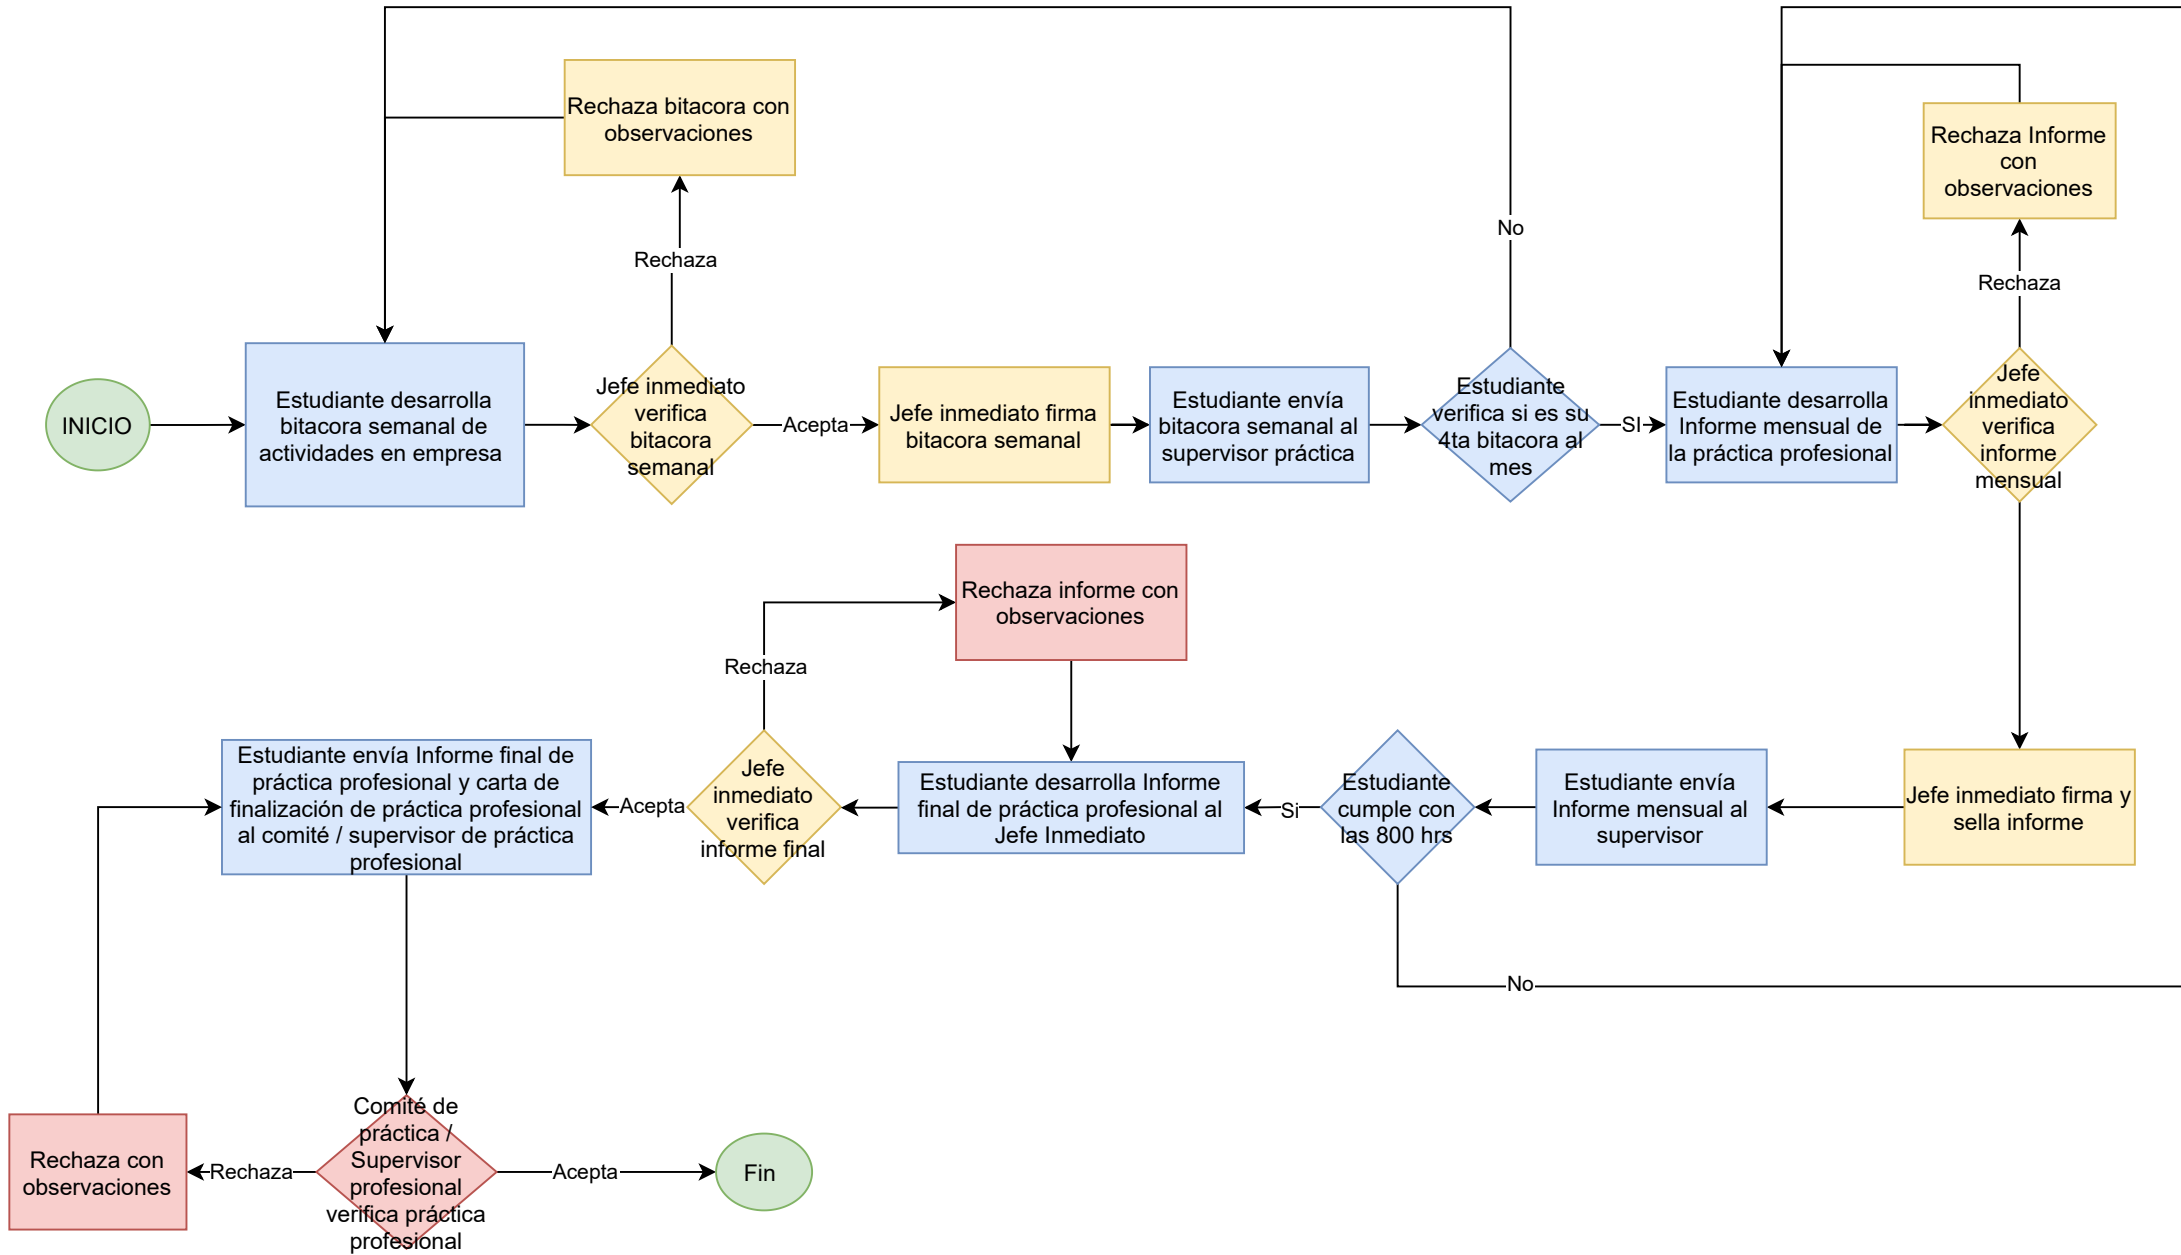 Rechaza bitacora con
observaciones
Rechaza
No
Rechaza Informe
con
observaciones
Rechaza
INICIO
Estudiante desarrolla
bitacora semanal de
actividades en empresa
Jefe inmediato
verifica
bitacora
semanal
Acepta
Jefe inmediato firma
bitacora semanal
Estudiante envía
bitacora semanal al
supervisor práctica
Estudiante
verifica si es su
4ta bitacora al
mes
SI
Estudiante desarrolla
Informe mensual de
la práctica profesional
Jefe
inmediato
verifica
informe
mensual
Rechaza informe con
observaciones
Rechaza
Estudiante envía Informe final de
práctica profesional y carta de
finalización de práctica profesional
al comité / supervisor de práctica
profesional
Acepta
Jefe
inmediato
verifica
informe final
Estudiante desarrolla Informe
final de práctica profesional al
Jefe Inmediato
Si
Estudiante
cumple con
las 800 hrs
Estudiante envía
Informe mensual al
supervisor
Jefe inmediato firma y
sella informe
No
Rechaza con
observaciones
Rechaza
Comité de
práctica /
Supervisor
profesional
verifica práctica
profesional
Acepta
Fin